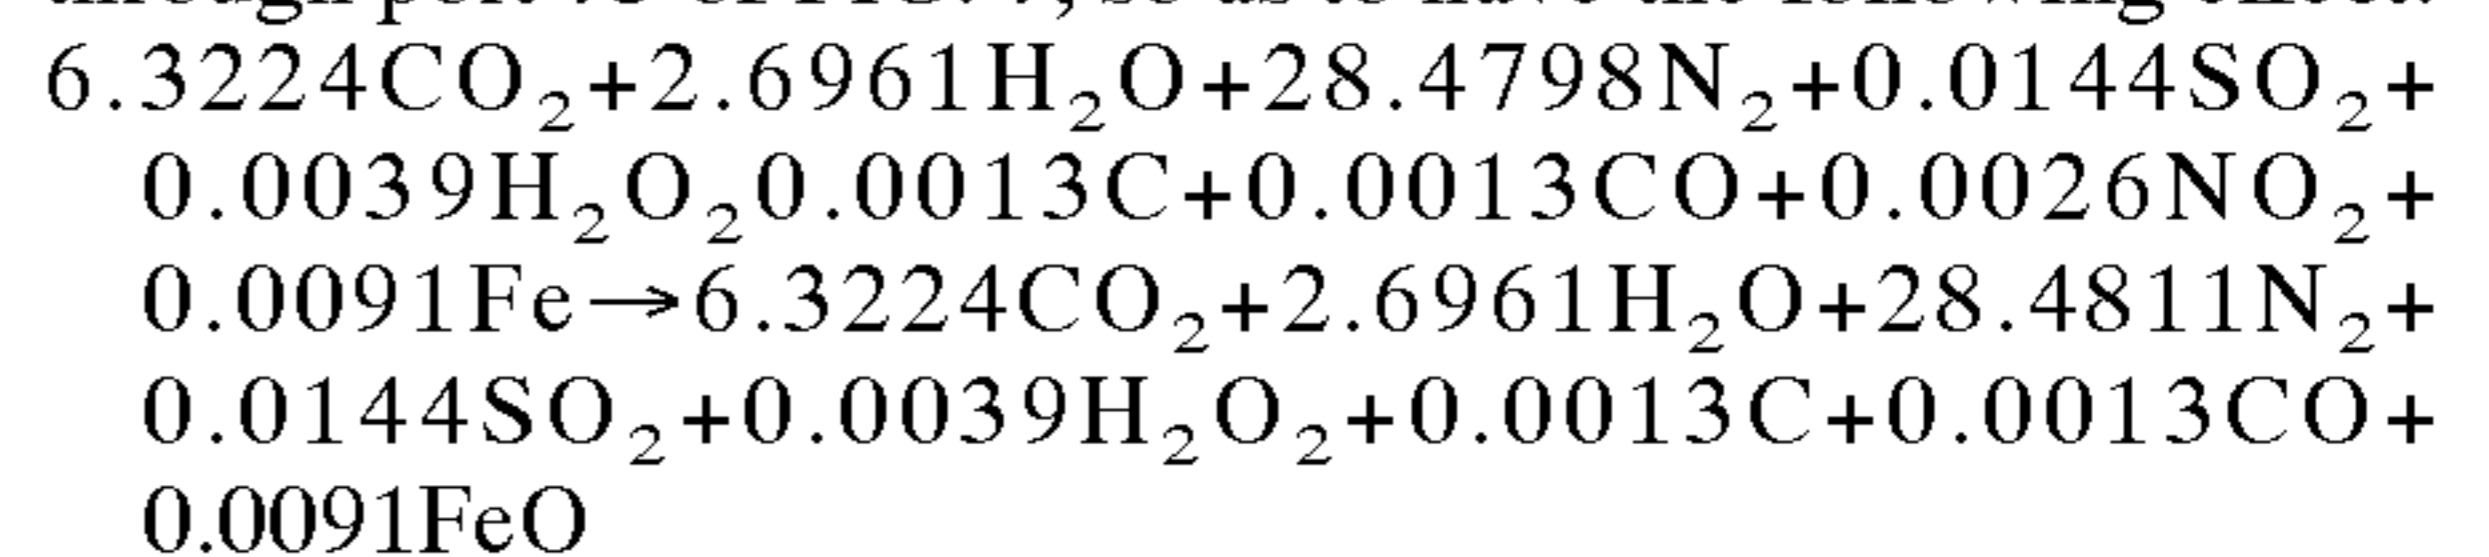 6.3224CO₂+2.6961H₂O+28.4798N₂+0.0144SO₂+
0.0039H₂O₂0.0013C+0.0013CO+0.0026NO₂+
0.0091Fe→6.3224CO₂+2.6961H₂O+28.4811N₂+
0.0144SO₂+0.0039H₂O₂+0.0013C+0.0013CO+
0.0091FeO